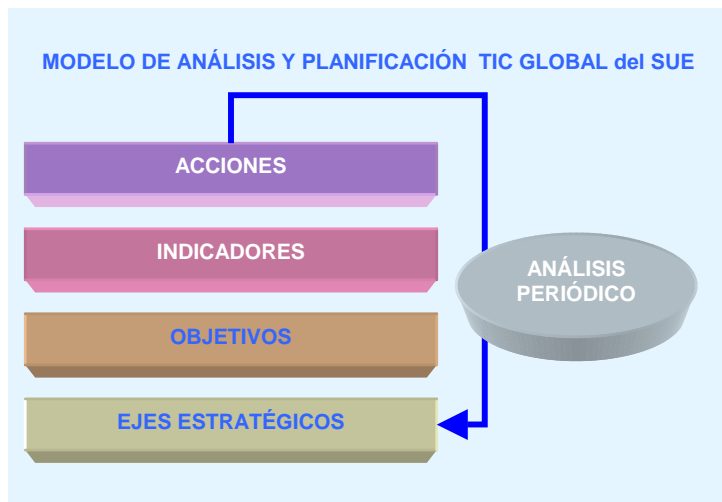 MODELO DE ANÁLISIS Y PLANIFICACIÓN TIC GLOBAL del SUE
ACCIONES
INDICADORES
ANÁLISIS
PERIÓDICO
OBJETIVOS
EJES ESTRATÉGICOS